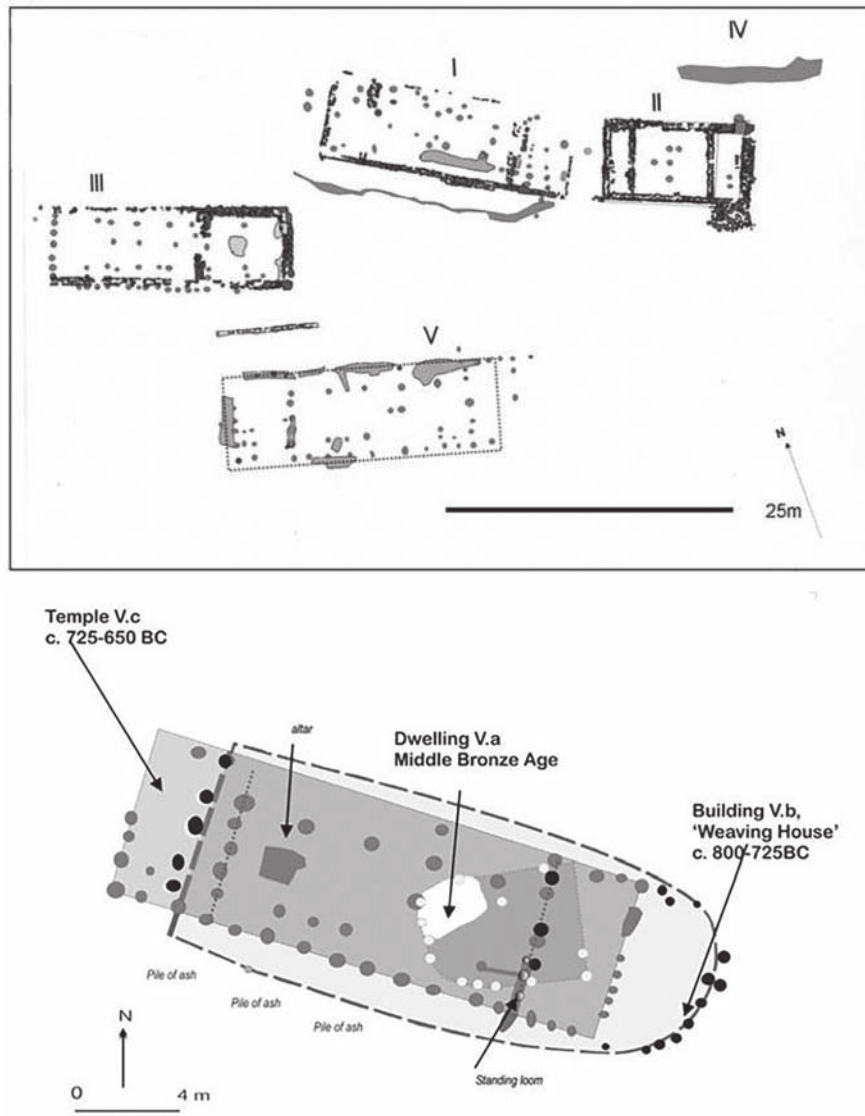 IV
I
II
III
V
N
25m
Temple V.c
c. 725-650 BC
altar
Dwelling V.a
Middle Bronze Age
Building V.b,
‘Weaving House’
c. 800-725BC
Pile of ash
Pile of ash
Pile of ash
Standing loom
N
0 4 m